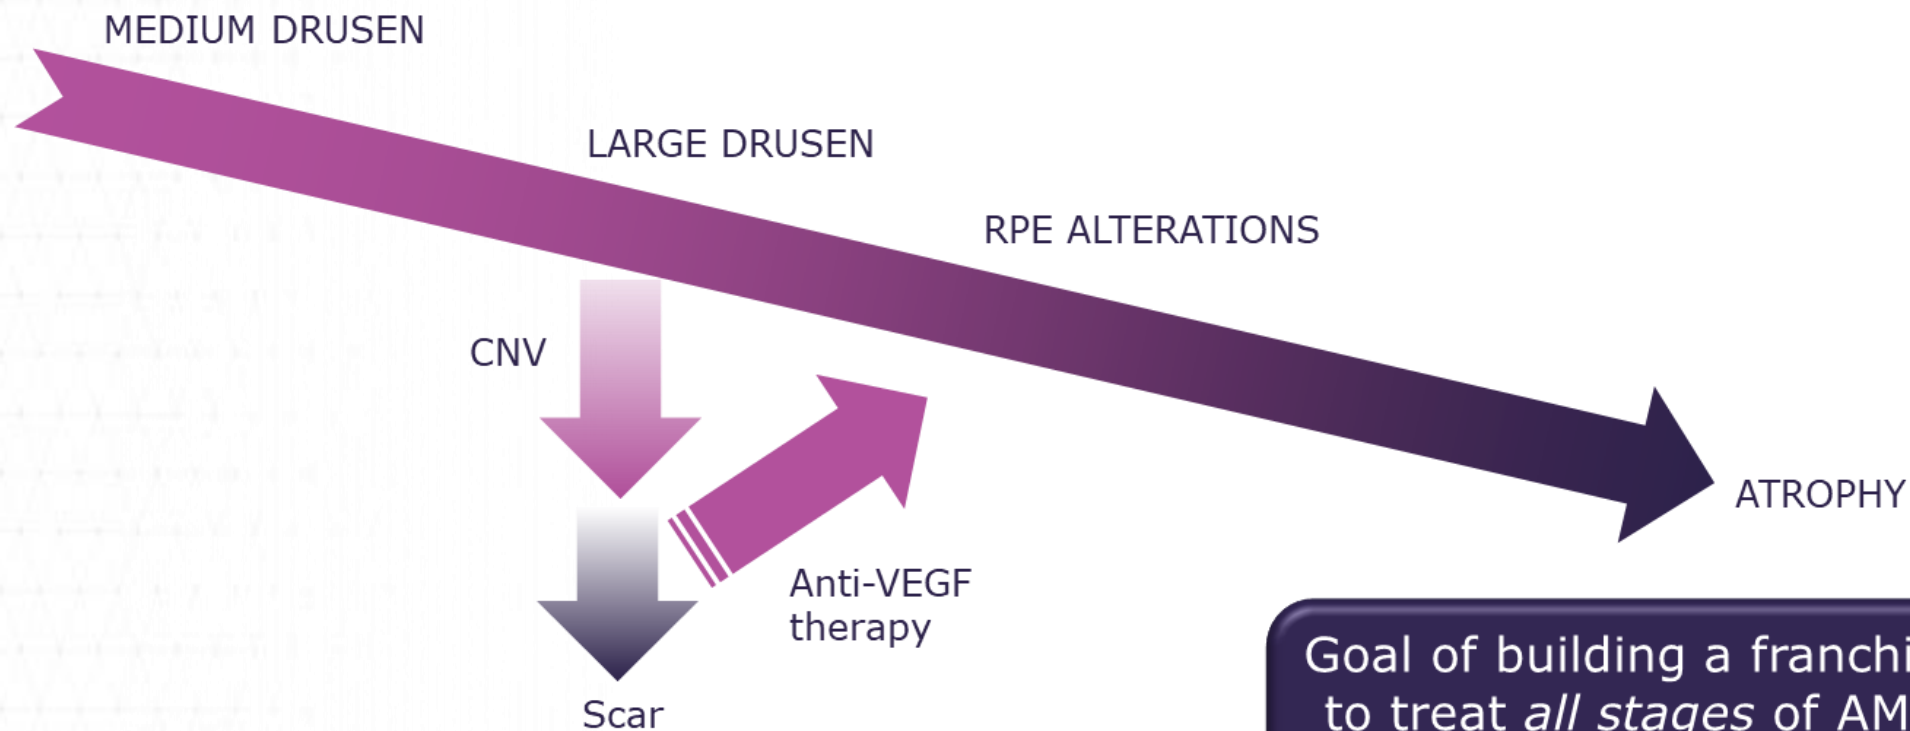 MEDIUM DRUSEN
LARGE DRUSEN
RPE ALTERATIONS
CNV
ATROPHY
Anti-VEGF
therapy
Scar
Goal of building a
to treat all stages of